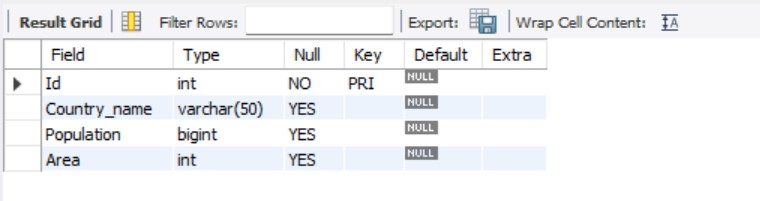 Result Grid Filter Rows: Export: Wrap Cell Content: IA
Field Type Null Key Default Extra
Id int NO PRI NULL
Country_name varchar(50) YES NULL
Population bigint YES NULL
Area int YES NULL